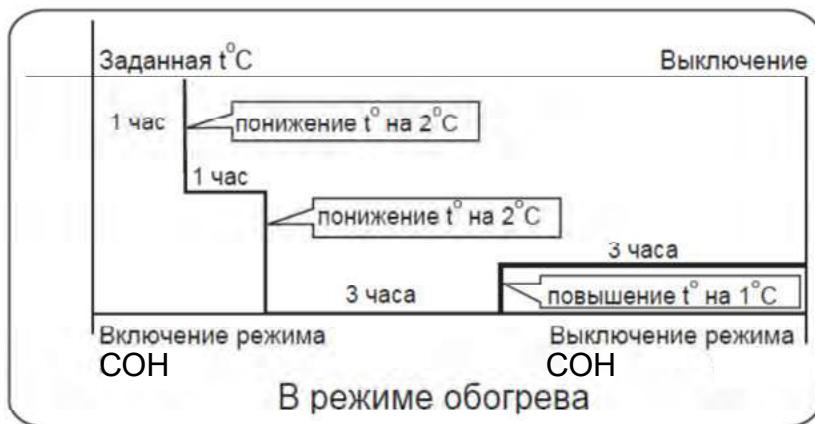 Заданная t°C
Выключение
1 час
понижение t° на 2°C
1 час
понижение t° на 2°C
3 часа
3 часа
повышение t° на 1°C
Включение режима
СОН
Выключение режима
СОН
В режиме обогрева